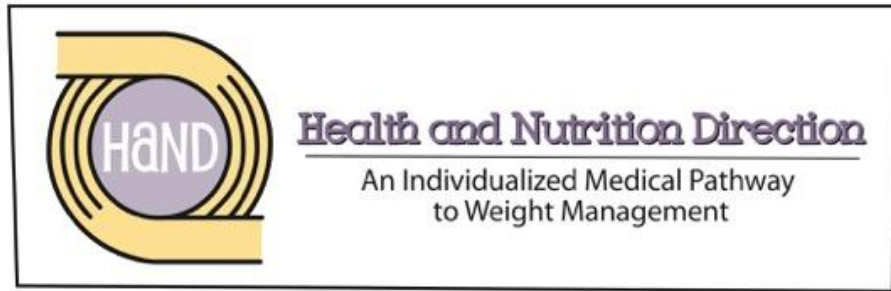 HaND
Health and Nutrition Direction
An Individualized Medical Pathway
to Weight Management